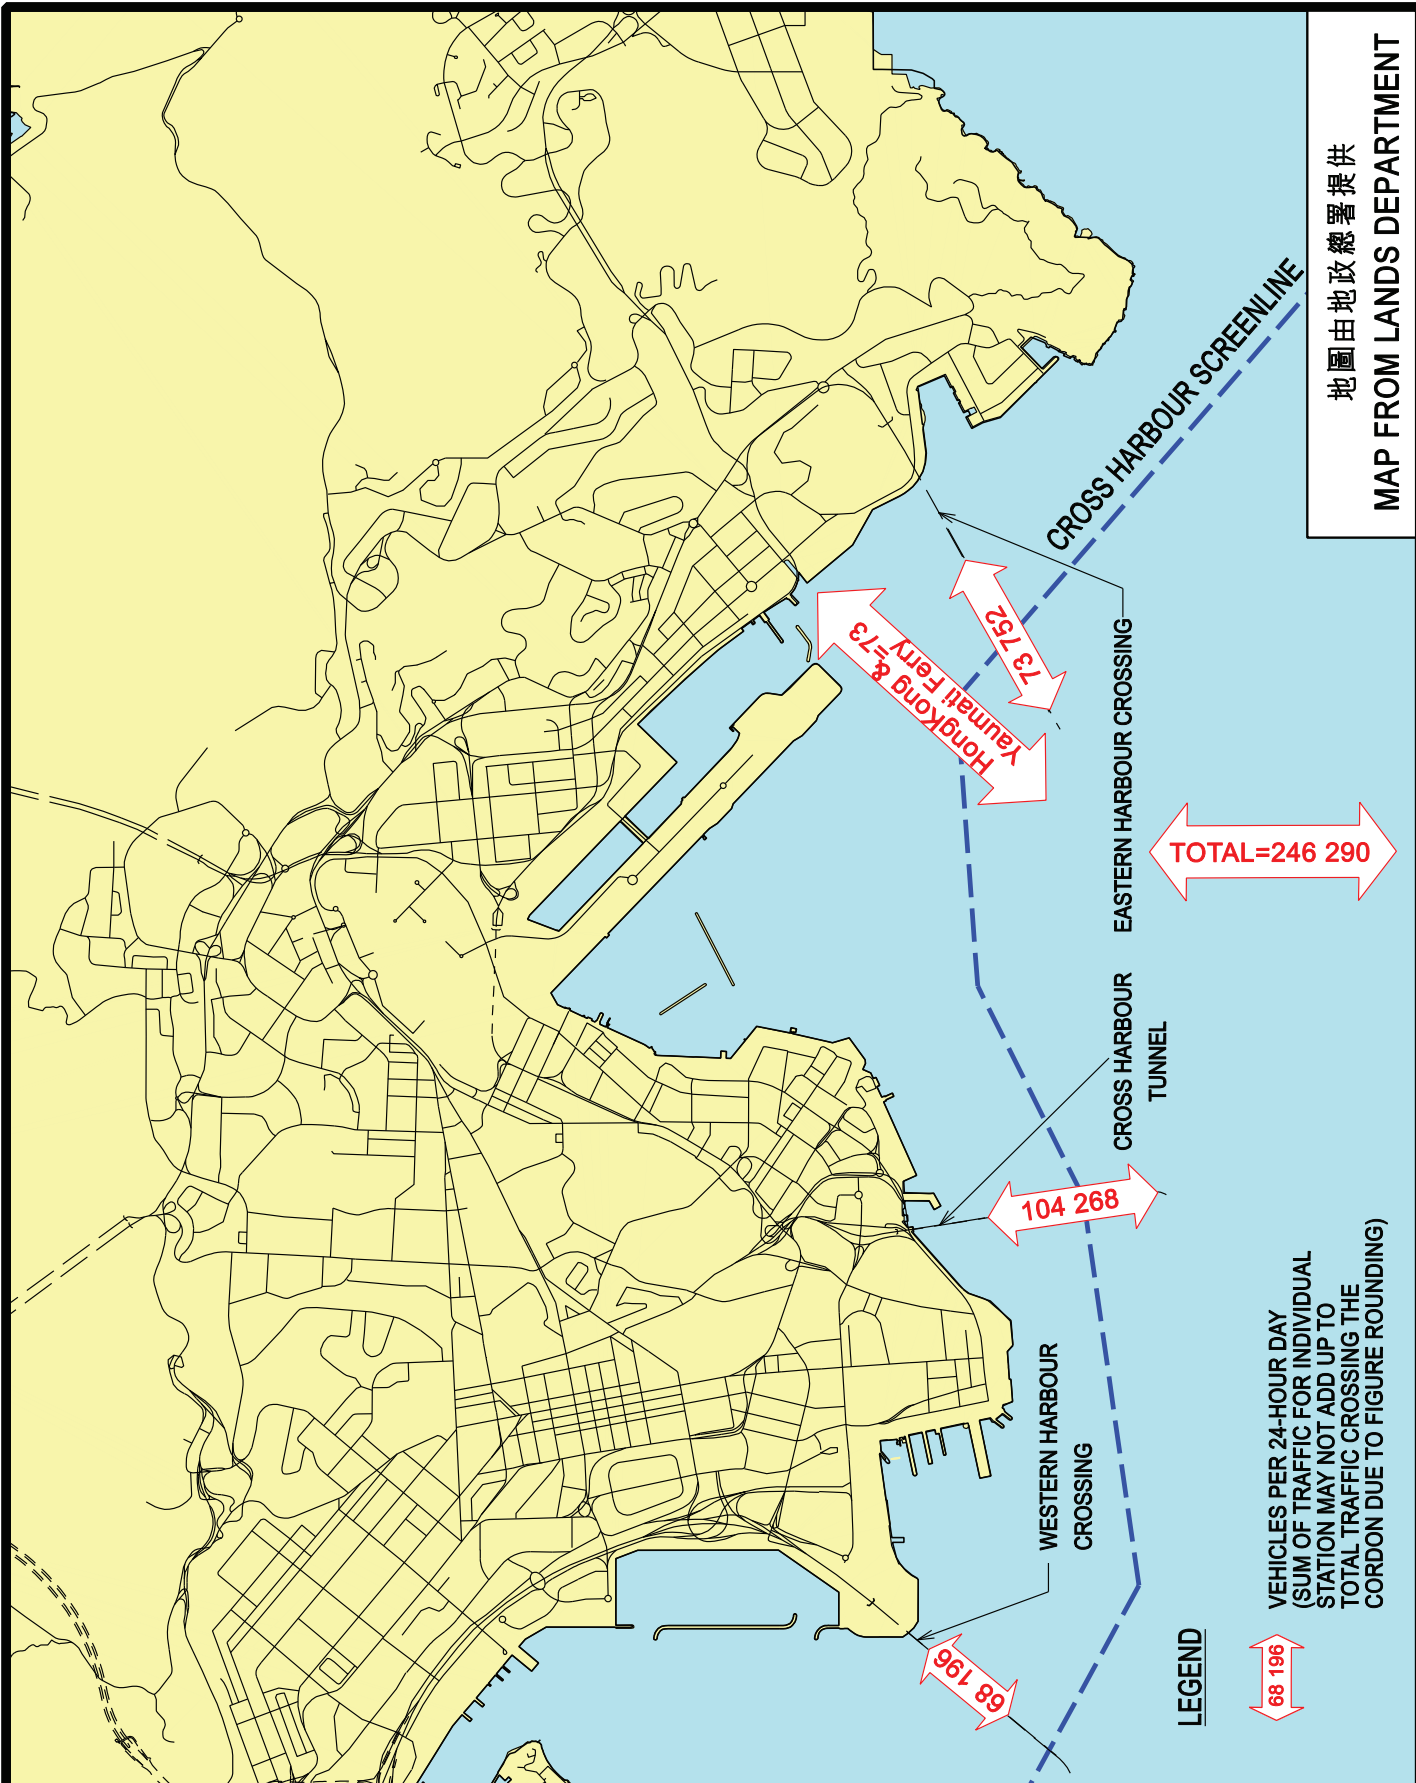 地圖由地政總署提供
MAP FROM LANDS DEPARTMENT
CROSS HARBOUR SCREENLINE
73 752
HongKong &=73
Yaumati Ferry
EASTERN HARBOUR CROSSING
TOTAL=246 290
CROSS HARBOUR
TUNNEL
104 268
WESTERN HARBOUR
CROSSING
68 196
LEGEND
68 196
VEHICLES PER 24-HOUR DAY
(SUM OF TRAFFIC FOR INDIVIDUAL
STATION MAY NOT ADD UP TO
TOTAL TRAFFIC CROSSING THE
CORDON DUE TO FIGURE ROUNDING)